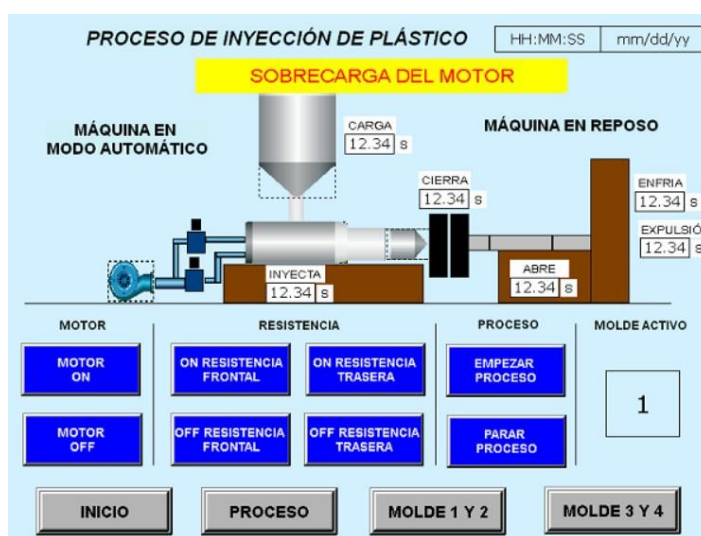 PROCESO DE INYECCIÓN DE PLÁSTICO
HH:MM:SS
mm/dd/yy
SOBRECARGA DEL MOTOR
MÁQUINA EN
MODO AUTOMÁTICO
CARGA
12.34 s
MÁQUINA EN REPOSO
CIERRA
12.34 s
ENFRIA
12.34 s
EXPULSIÓ
12.34 s
INYECTA
12.34 s
ABRE
12.34 s
MOTOR
RESISTENCIA
PROCESO
MOLDE ACTIVO
MOTOR
ON
ON RESISTENCIA
FRONTAL
ON RESISTENCIA
TRASERA
EMPEZAR
PROCESO
1
MOTOR
OFF
OFF RESISTENCIA
FRONTAL
OFF RESISTENCIA
TRASERA
PARAR
PROCESO
INICIO
PROCESO
MOLDE 1 Y 2
MOLDE 3 Y 4